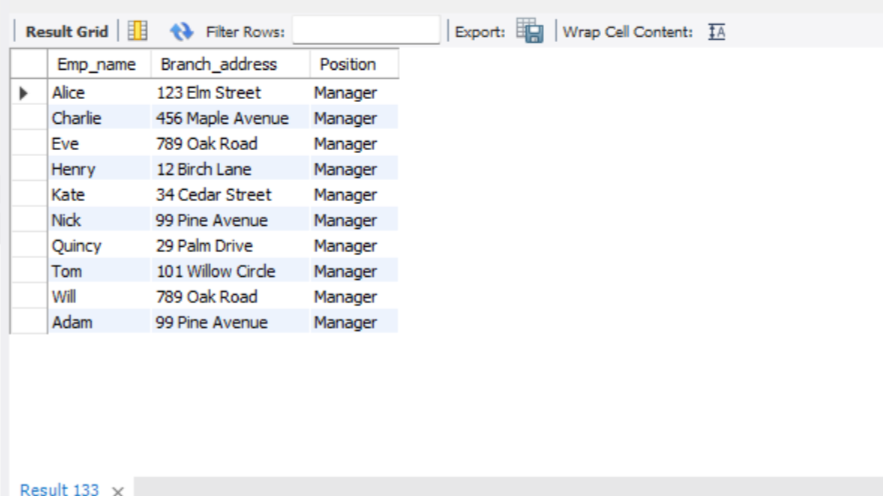 Result Grid Filter Rows: Export: Wrap Cell Content: IA
Emp_name Branch_address Position
Alice 123 Elm Street Manager
Charlie 456 Maple Avenue Manager
Eve 789 Oak Road Manager
Henry 12 Birch Lane Manager
Kate 34 Cedar Street Manager
Nick 99 Pine Avenue Manager
Quincy 29 Palm Drive Manager
Tom 101 Willow Circle Manager
Will 789 Oak Road Manager
Adam 99 Pine Avenue Manager
Result 133